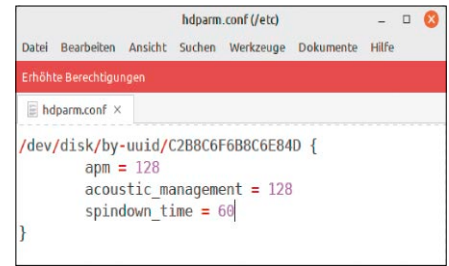 hdparm.conf (/etc)
Datei Bearbeiten Ansicht Suchen Werkzeuge Dokumente Hilfe
Erhöhte Berechtigungen
hdparm.conf ×
/dev/disk/by-uuid/C2B8C6F6B8C6E84D {
apm = 128
acoustic_management = 128
spindown_time = 60
}